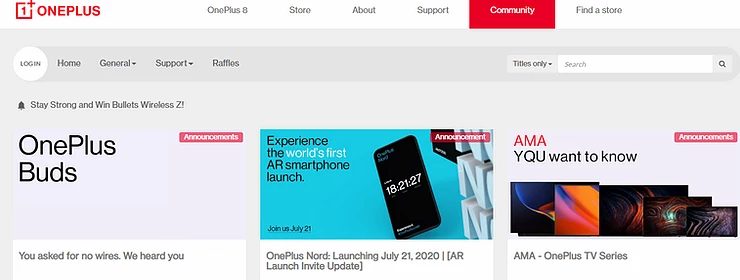 1+ ONEPLUS
OnePlus 8 Store About Support Community Find a store
LOG IN Home General Support Raffles Titles only Search
Stay Strong and Win Bullets Wireless Z!
Announcements
OnePlus
Buds
You asked for no wires. We heard you
Announcement
Experience
the world's first
AR smartphone
launch.
OnePlus
Nord
18:21:27
Join us July 21
OnePlus Nord: Launching July 21, 2020 | [AR
Launch Invite Update]
Announcements
AMA
YQU want to know
AMA - OnePlus TV Series